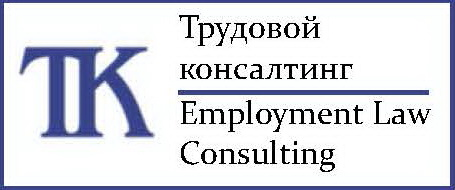 ТК
Трудовой
консалтинг
Employment Law
Consulting